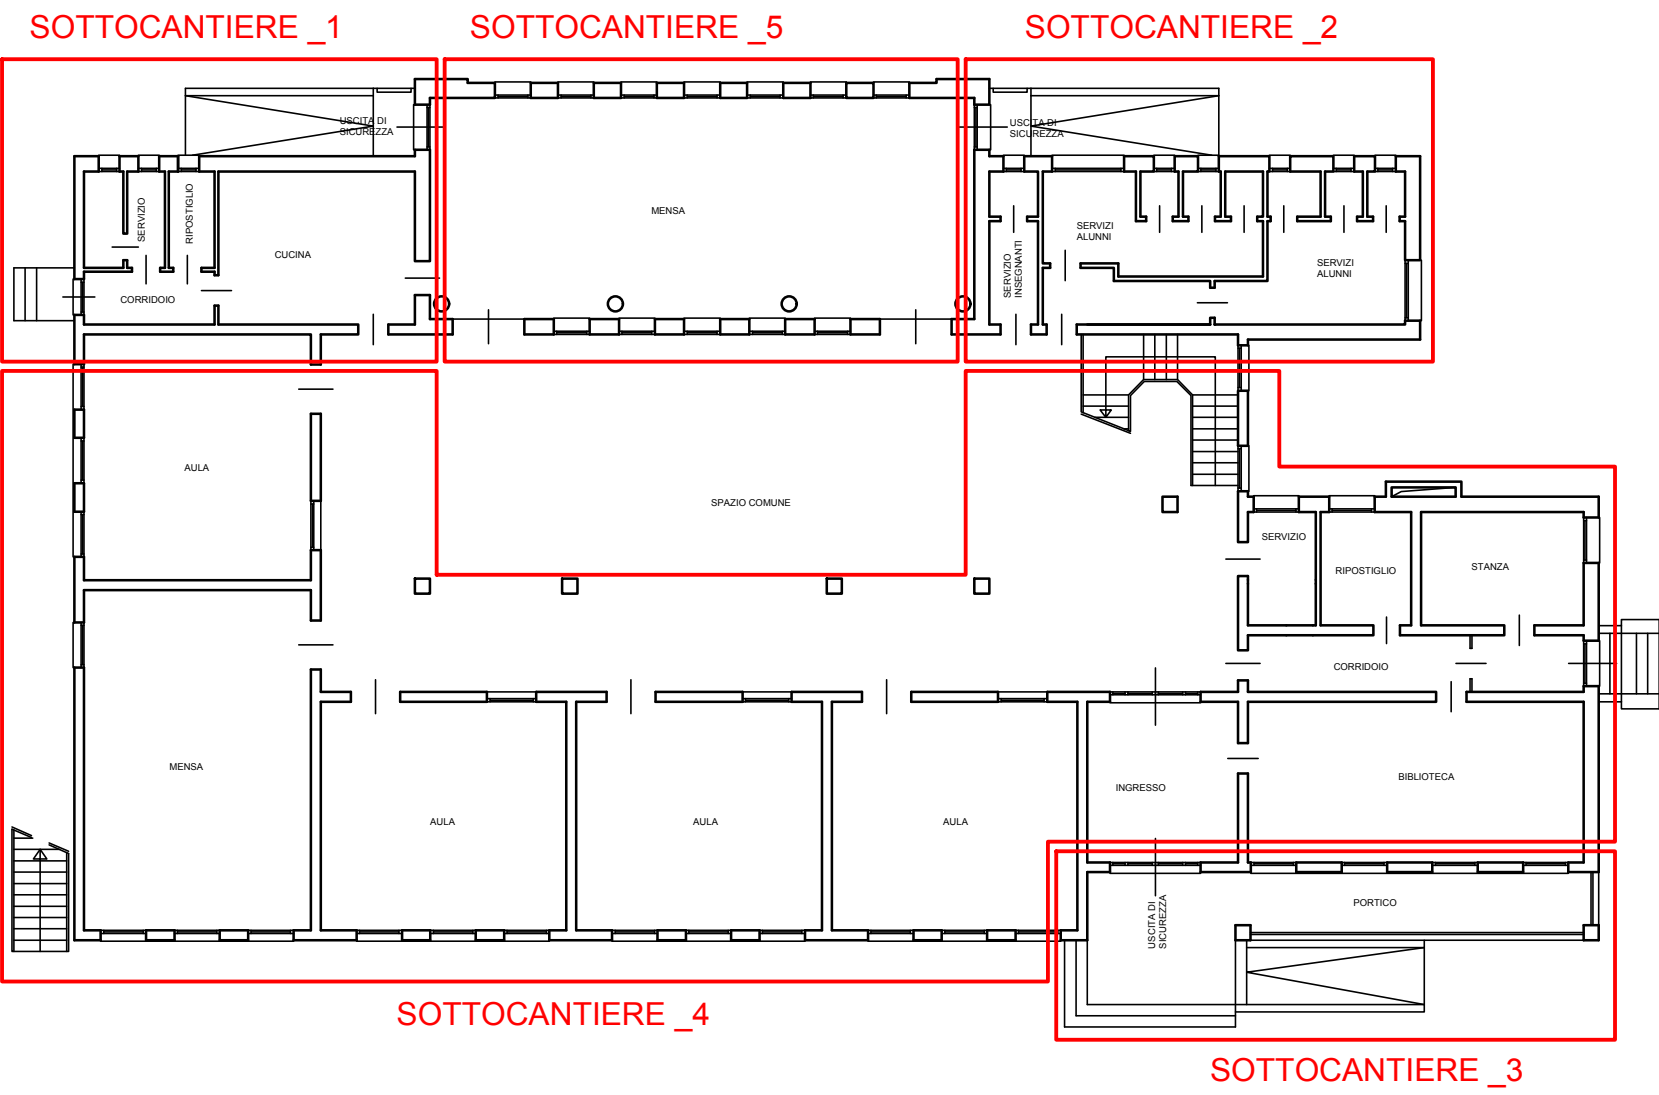 SOTTOCANTIERE _1
SOTTOCANTIERE _5
SOTTOCANTIERE _2
USCITA DI
SICUREZZA
USCITA DI
SICUREZZA
SERVIZIO
RIPOSTIGLIO
CUCINA
CORRIDOIO
MENSA
SERVIZIO
INSEGNANTI
SERVIZI
ALUNNI
SERVIZI
ALUNNI
AULA
SPAZIO COMUNE
SERVIZIO
RIPOSTIGLIO
STANZA
CORRIDOIO
MENSA
AULA
AULA
AULA
INGRESSO
BIBLIOTECA
USCITA DI
SICUREZZA
PORTICO
SOTTOCANTIERE _4
SOTTOCANTIERE _3